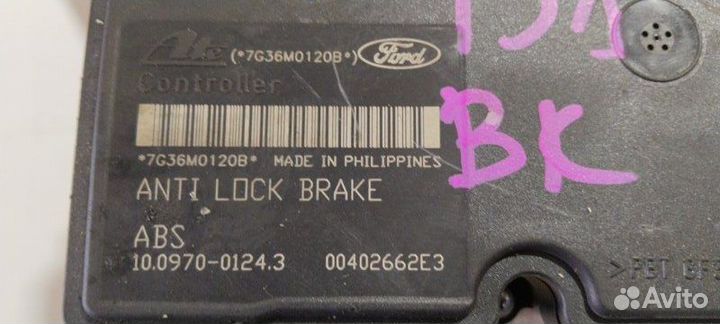 Ate (*7G36M0120B*) Ford
Controller
*7G36M0120B* MADE IN PHILIPPINES
ANTI LOCK BRAKE
ABS
10.0970-0124.3 00402662E3
BK
>PBT GF
Avito